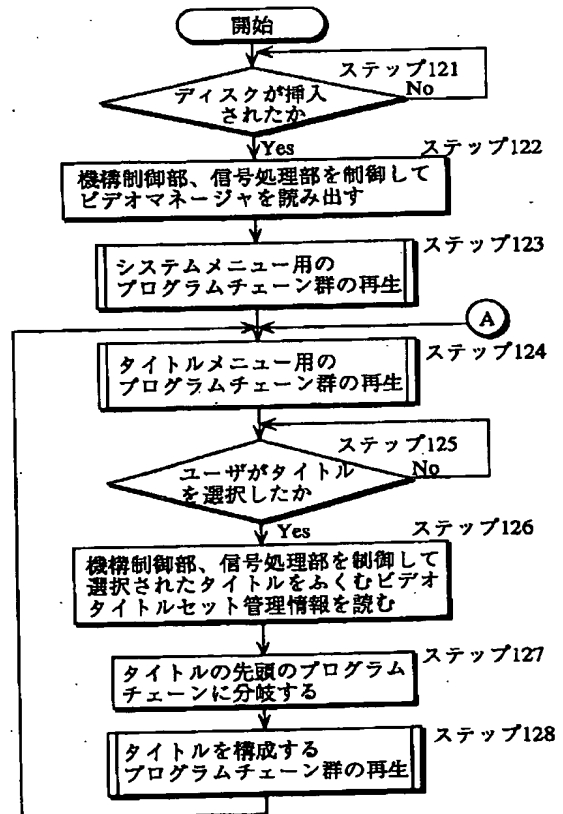 開始
ステップ121
ディスクが挿入
されたか
No
Yes
ステップ122
機構制御部、信号処理部を制御して
ビデオマネージャを読み出す
ステップ123
システムメニュー用の
プログラムチェーン群の再生
A
ステップ124
タイトルメニュー用の
プログラムチェーン群の再生
ステップ125
ユーザがタイトル
を選択したか
No
Yes
ステップ126
機構制御部、信号処理部を制御して
選択されたタイトルをふくむビデオ
タイトルセット管理情報を読む
ステップ127
タイトルの先頭のプログラム
チェーンに分岐する
ステップ128
タイトルを構成する
プログラムチェーン群の再生